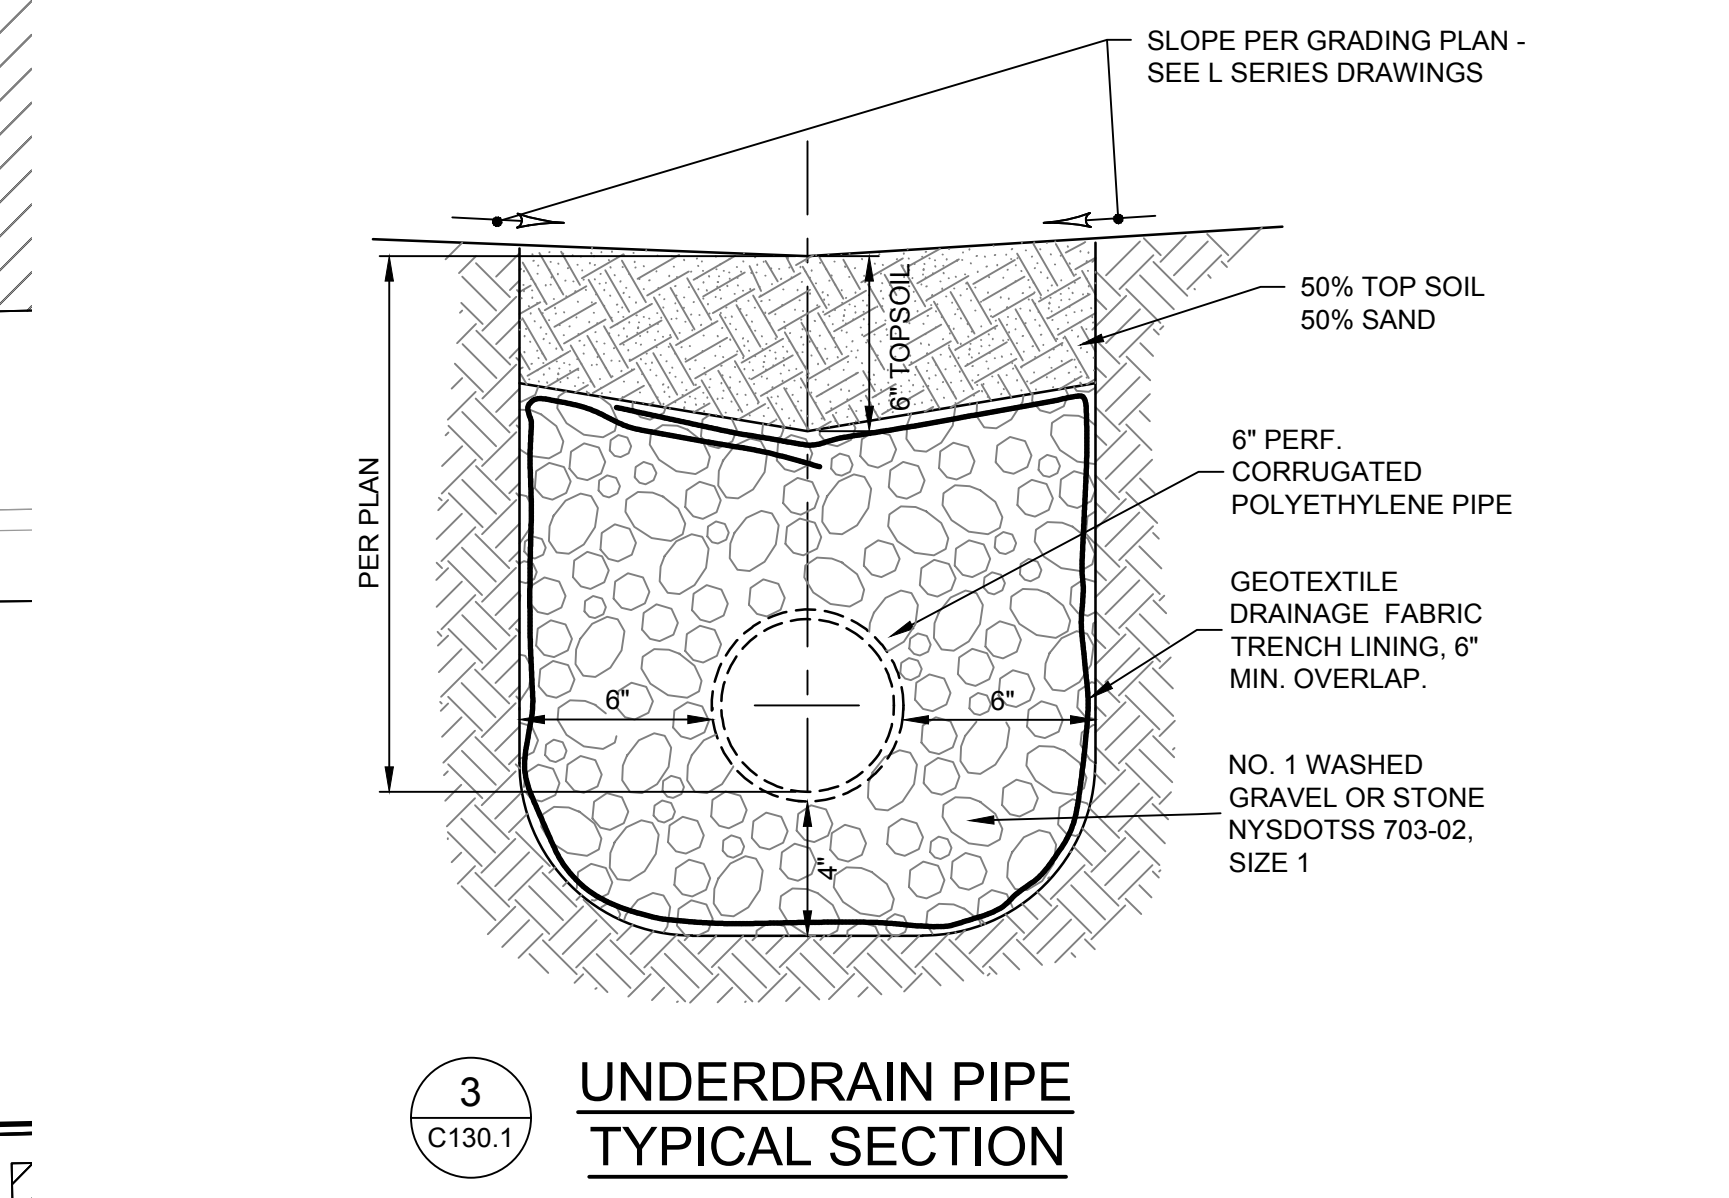 SLOPE PER GRADING PLAN -
SEE L SERIES DRAWINGS
50% TOP SOIL
50% SAND
6" TOPSOIL
6" PERF.
CORRUGATED
POLYETHYLENE PIPE
PER PLAN
GEOTEXTILE
DRAINAGE FABRIC
TRENCH LINING, 6"
MIN. OVERLAP.
6"
6"
NO. 1 WASHED
GRAVEL OR STONE
NYSDOTSS 703-02,
SIZE 1
4"
3
C130.1
UNDERDRAIN PIPE
TYPICAL SECTION